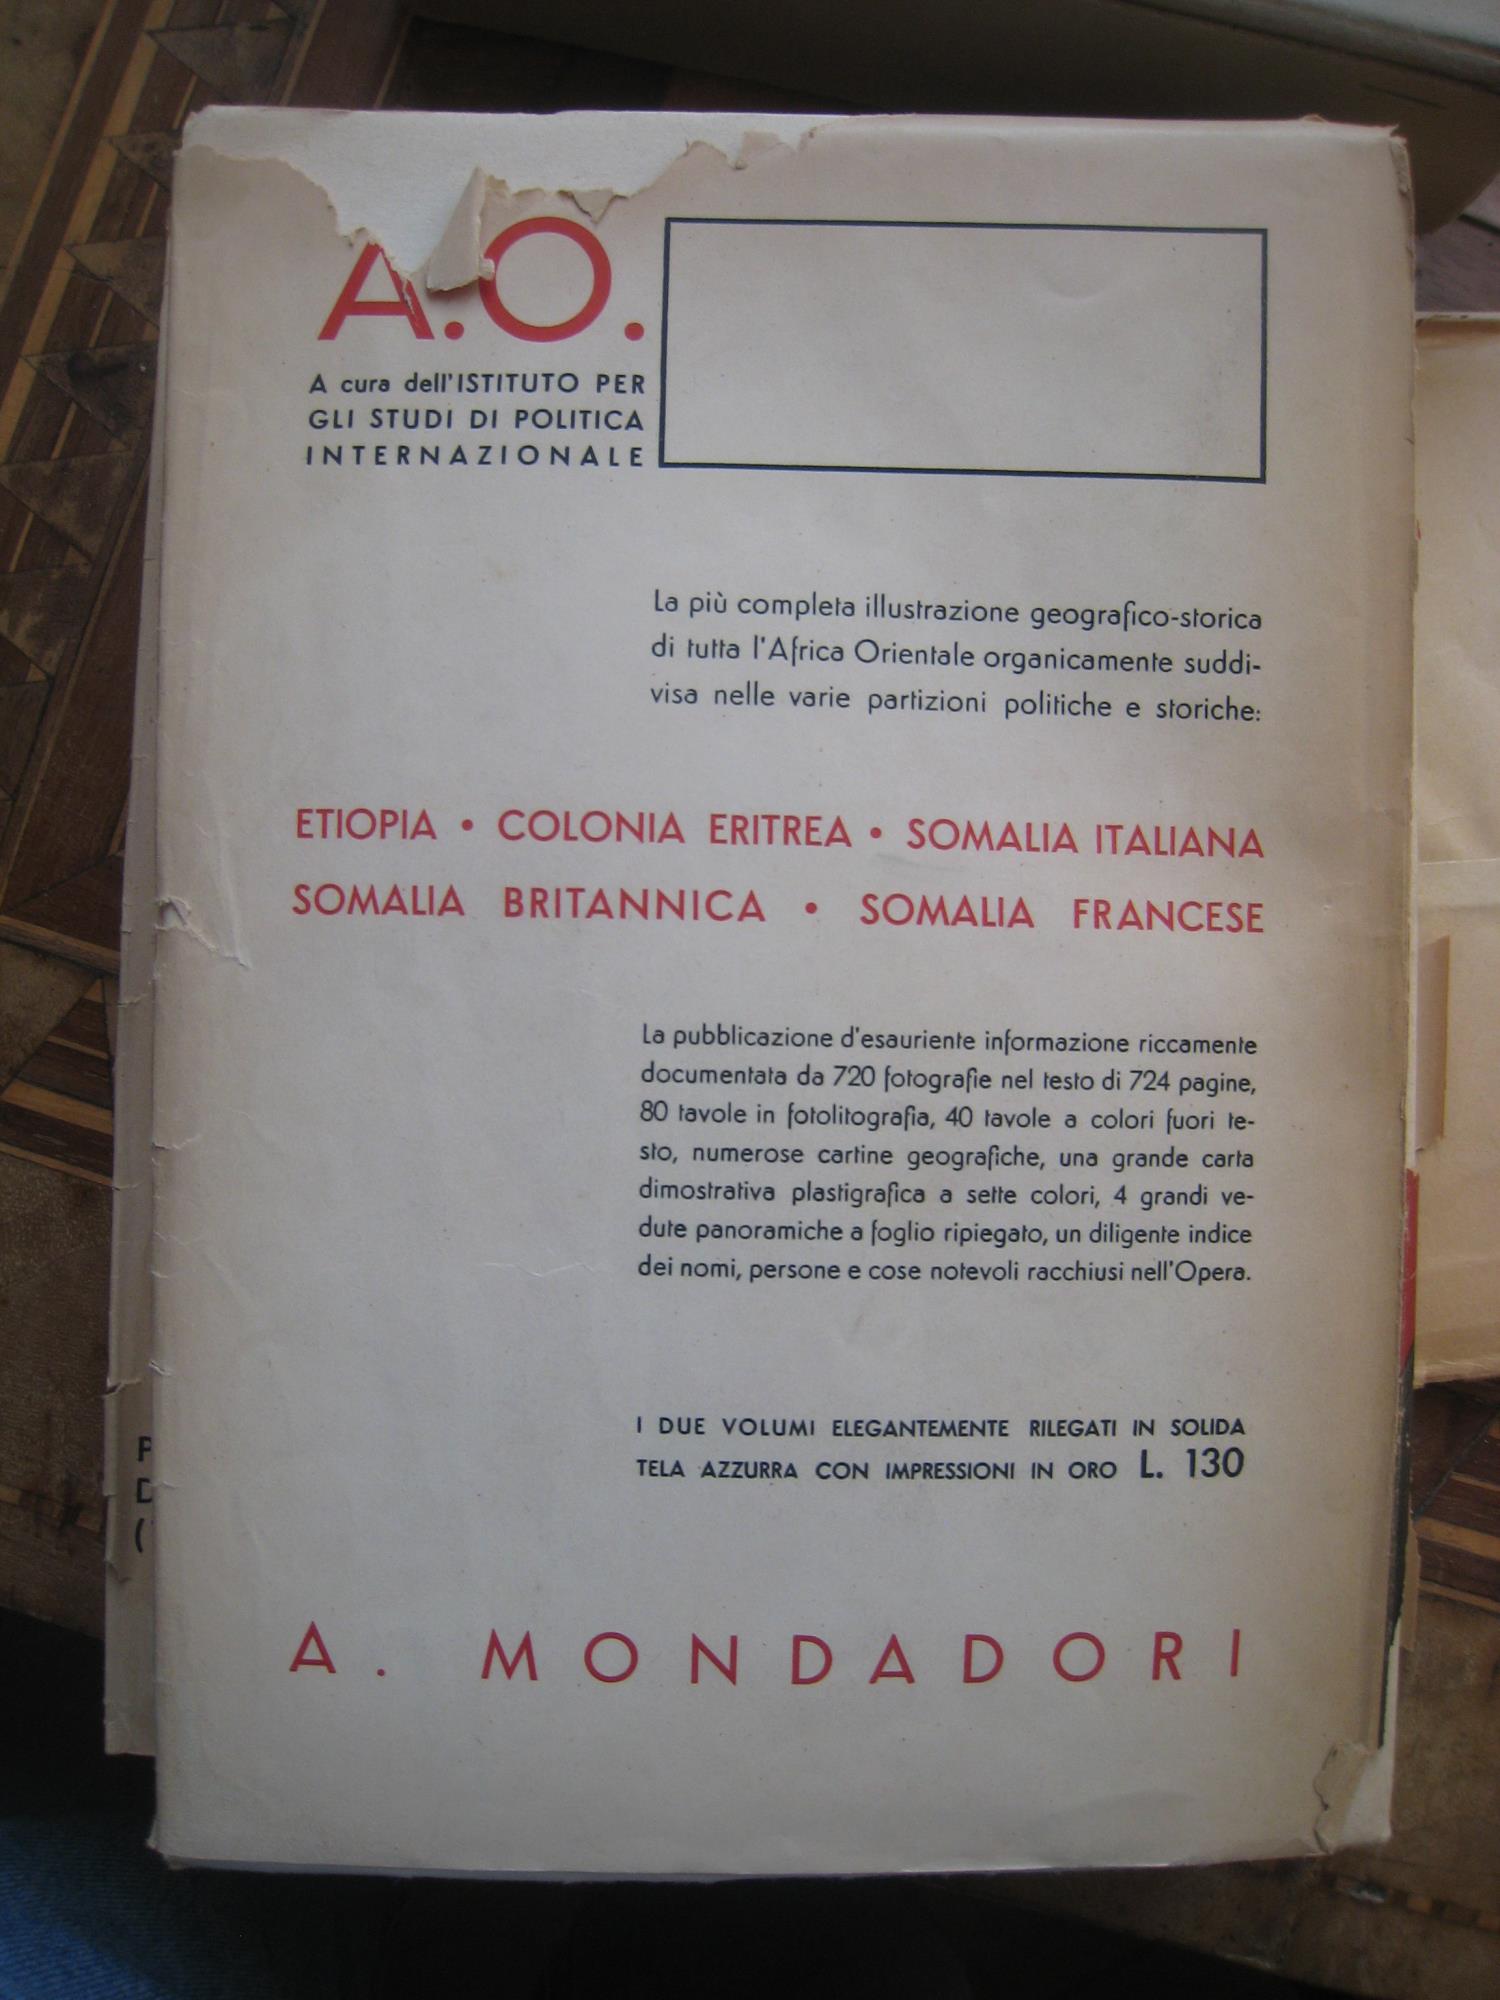 A.O.
A cura dell'ISTITUTO PER
GLI STUDI DI POLITICA
INTERNAZIONALE
La più completa illustrazione geografico-storica
di tutta l'Africa Orientale organicamente suddi-
visa nelle varie partizioni politiche e storiche:
ETIOPIA • COLONIA ERITREA • SOMALIA ITALIANA
SOMALIA BRITANNICA • SOMALIA FRANCESE
La pubblicazione d'esauriente informazione riccamente
documentata da 720 fotografie nel testo di 724 pagine,
80 tavole in fotolitografia, 40 tavole a colori fuori te-
sto, numerose cartine geografiche, una grande carta
dimostrativa plastigrafica a sette colori, 4 grandi ve-
dute panoramiche a foglio ripiegato, un diligente indice
dei nomi, persone e cose notevoli racchiusi nell'Opera.
I DUE VOLUMI ELEGANTEMENTE RILEGATI IN SOLIDA
TELA AZZURRA CON IMPRESSIONI IN ORO L. 130
A. MONDADORI